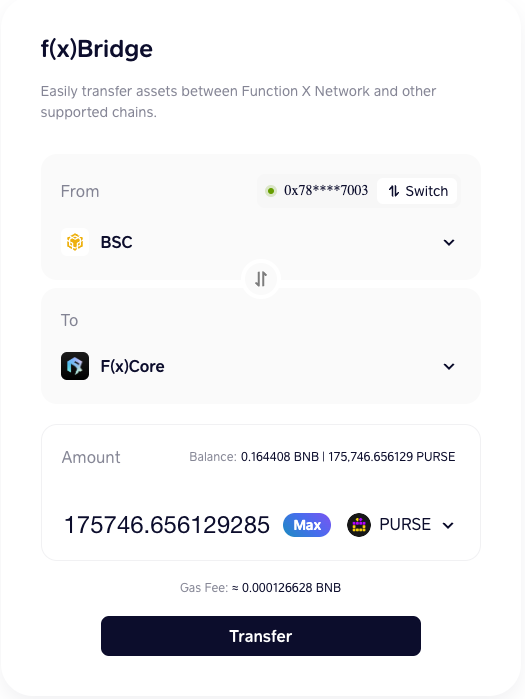 f(x)Bridge
Easily transfer assets between Function X Network and other
supported chains.
From 0x78****7003 Switch
BSC
To
F(x)Core
Amount Balance: 0.164408 BNB | 175,746.656129 PURSE
175746.656129285 Max PURSE
Gas Fee: ≈ 0.000126628 BNB
Transfer